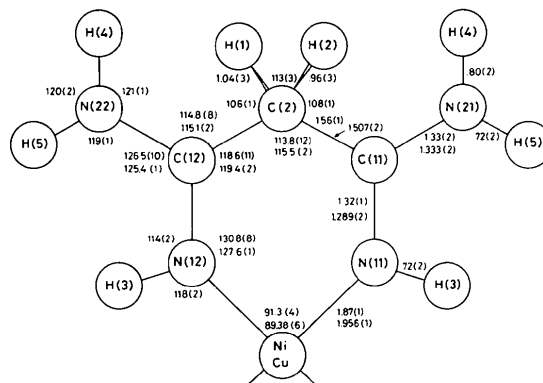 H(4) H(1) H(2) H(4)
1.04(3) 113(3) .96(3) .80(2)
120(2) 121(1) N(22) 106(1) C(2) 108(1) N(21)
114.8(8) 156(1) 1507(2) 1.33(2) 72(2)
H(5) 119(1) 115.1(2) 113.8(12) 1.333(2) H(5)
126.5(10) C(12) 118.6(11) 115.5(2) C(11)
125.4(1) 119.4(2)
1.32(1)
1.289(2)
114(2) 130.8(8)
N(12) 127.6(1) N(11) 72(2)
H(3) 118(2) H(3)
91.3(4) 1.87(1)
89.38(6) 1.956(1)
Ni
Cu